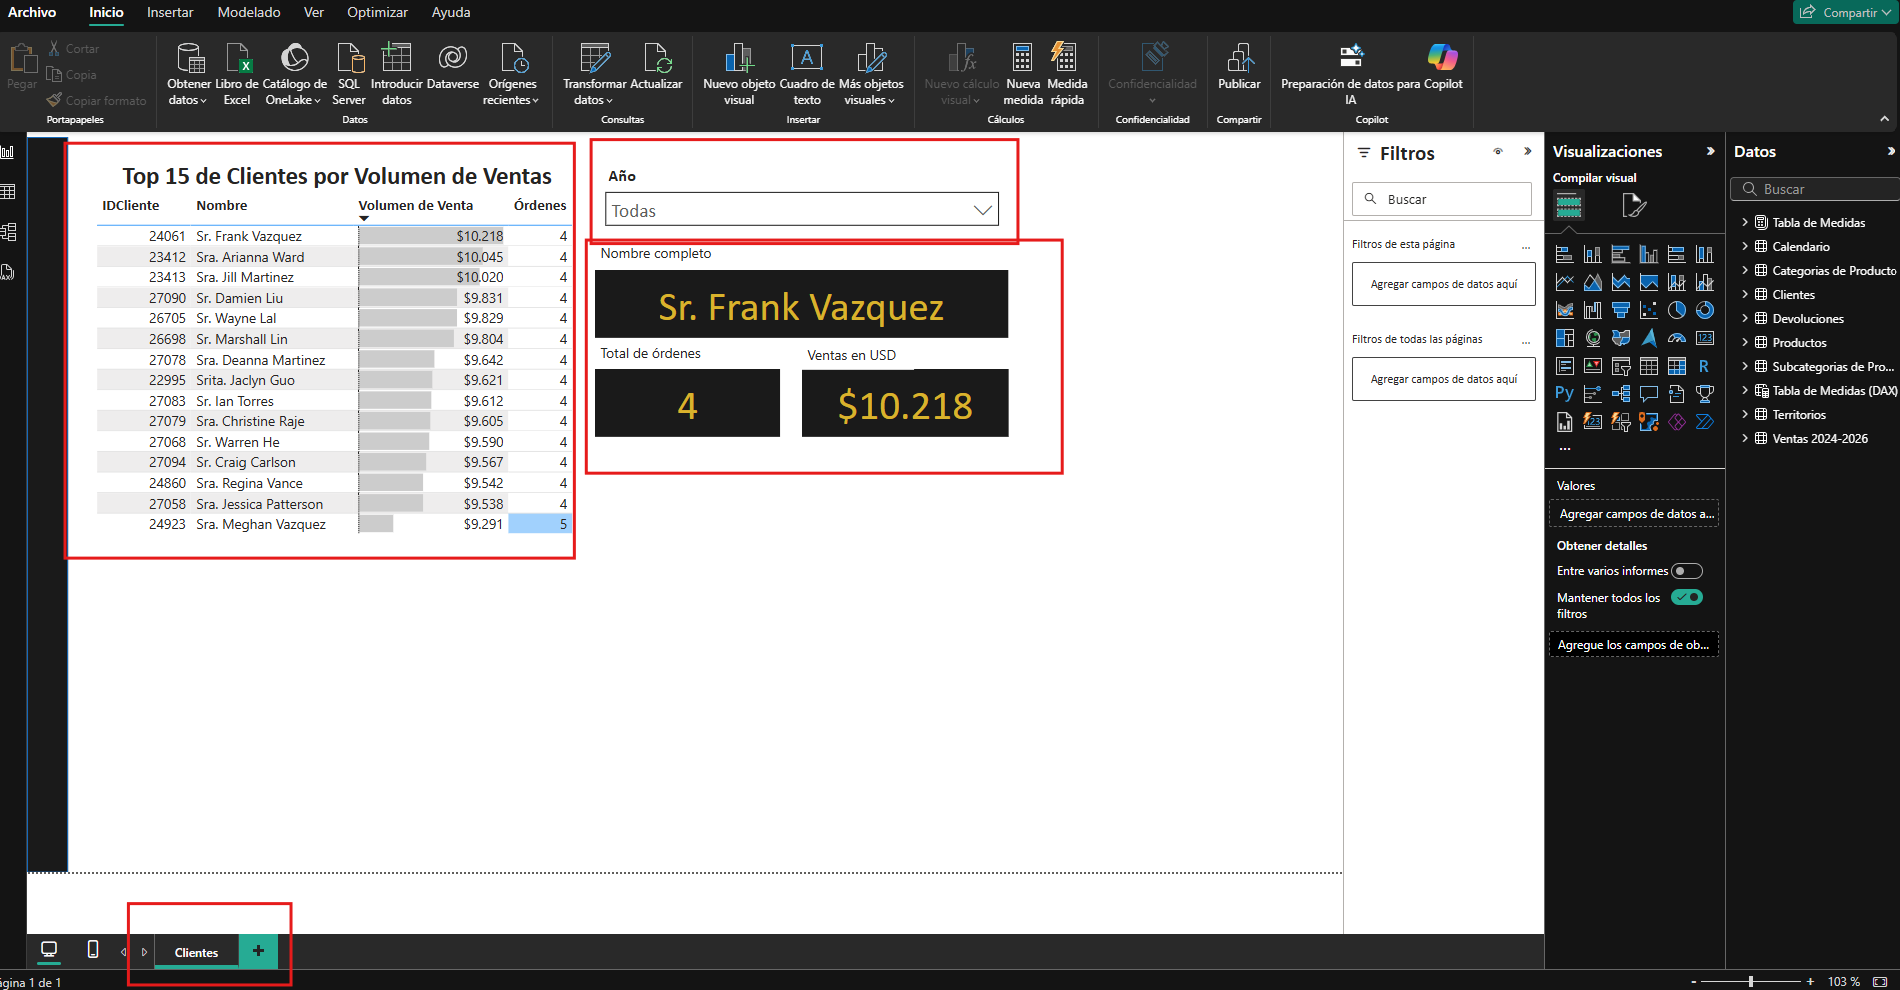 Archivo Inicio Insertar Modelado Ver Optimizar Ayuda
Compartir
Pegar
Cortar
Copia
Copiar formato
Portapapeles
Obtener datos
Libro de Excel
Catálogo de OneLake
SQL Server
Introducir datos
Dataverse
Orígenes recientes
Datos
Transformar datos
Actualizar
Consultas
Nuevo objeto visual
Cuadro de texto
Más objetos visuales
Insertar
Nuevo cálculo visual
Nueva medida
Medida rápida
Cálculos
Confidencialidad
Confidencialidad
Publicar
Compartir
Preparación de datos para IA
Copilot
Copilot
Top 15 de Clientes por Volumen de Ventas
IDCliente Nombre Volumen de Venta Órdenes
24061 Sr. Frank Vazquez $10.218 4
23412 Sra. Arianna Ward $10.045 4
23413 Sra. Jill Martinez $10.020 4
27090 Sr. Damien Liu $9.831 4
26705 Sr. Wayne Lal $9.829 4
26698 Sr. Marshall Lin $9.804 4
27078 Sra. Deanna Martinez $9.642 4
22995 Srita. Jaclyn Guo $9.621 4
27083 Sr. Ian Torres $9.612 4
27079 Sra. Christine Raje $9.605 4
27068 Sr. Warren He $9.590 4
27094 Sr. Craig Carlson $9.567 4
24860 Sra. Regina Vance $9.542 4
27058 Sra. Jessica Patterson $9.538 4
24923 Sra. Meghan Vazquez $9.291 5
Año
Todas
Nombre completo
Sr. Frank Vazquez
Total de órdenes
4
Ventas en USD
$10.218
Filtros
Buscar
Filtros de esta página ...
Agregar campos de datos aquí
Filtros de todas las páginas ...
Agregar campos de datos aquí
Visualizaciones
Compilar visual
123
R
Py
123
...
Valores
Agregar campos de datos a...
Obtener detalles
Entre varios informes
Mantener todos los
filtros
Agregue los campos de ob...
Datos
Buscar
Tabla de Medidas
Calendario
Categorias de Producto
Clientes
Devoluciones
Productos
Subcategorias de Pro...
Tabla de Medidas (DAX)
Territorios
Ventas 2024-2026
Clientes +
ágina 1 de 1
- + 103 %